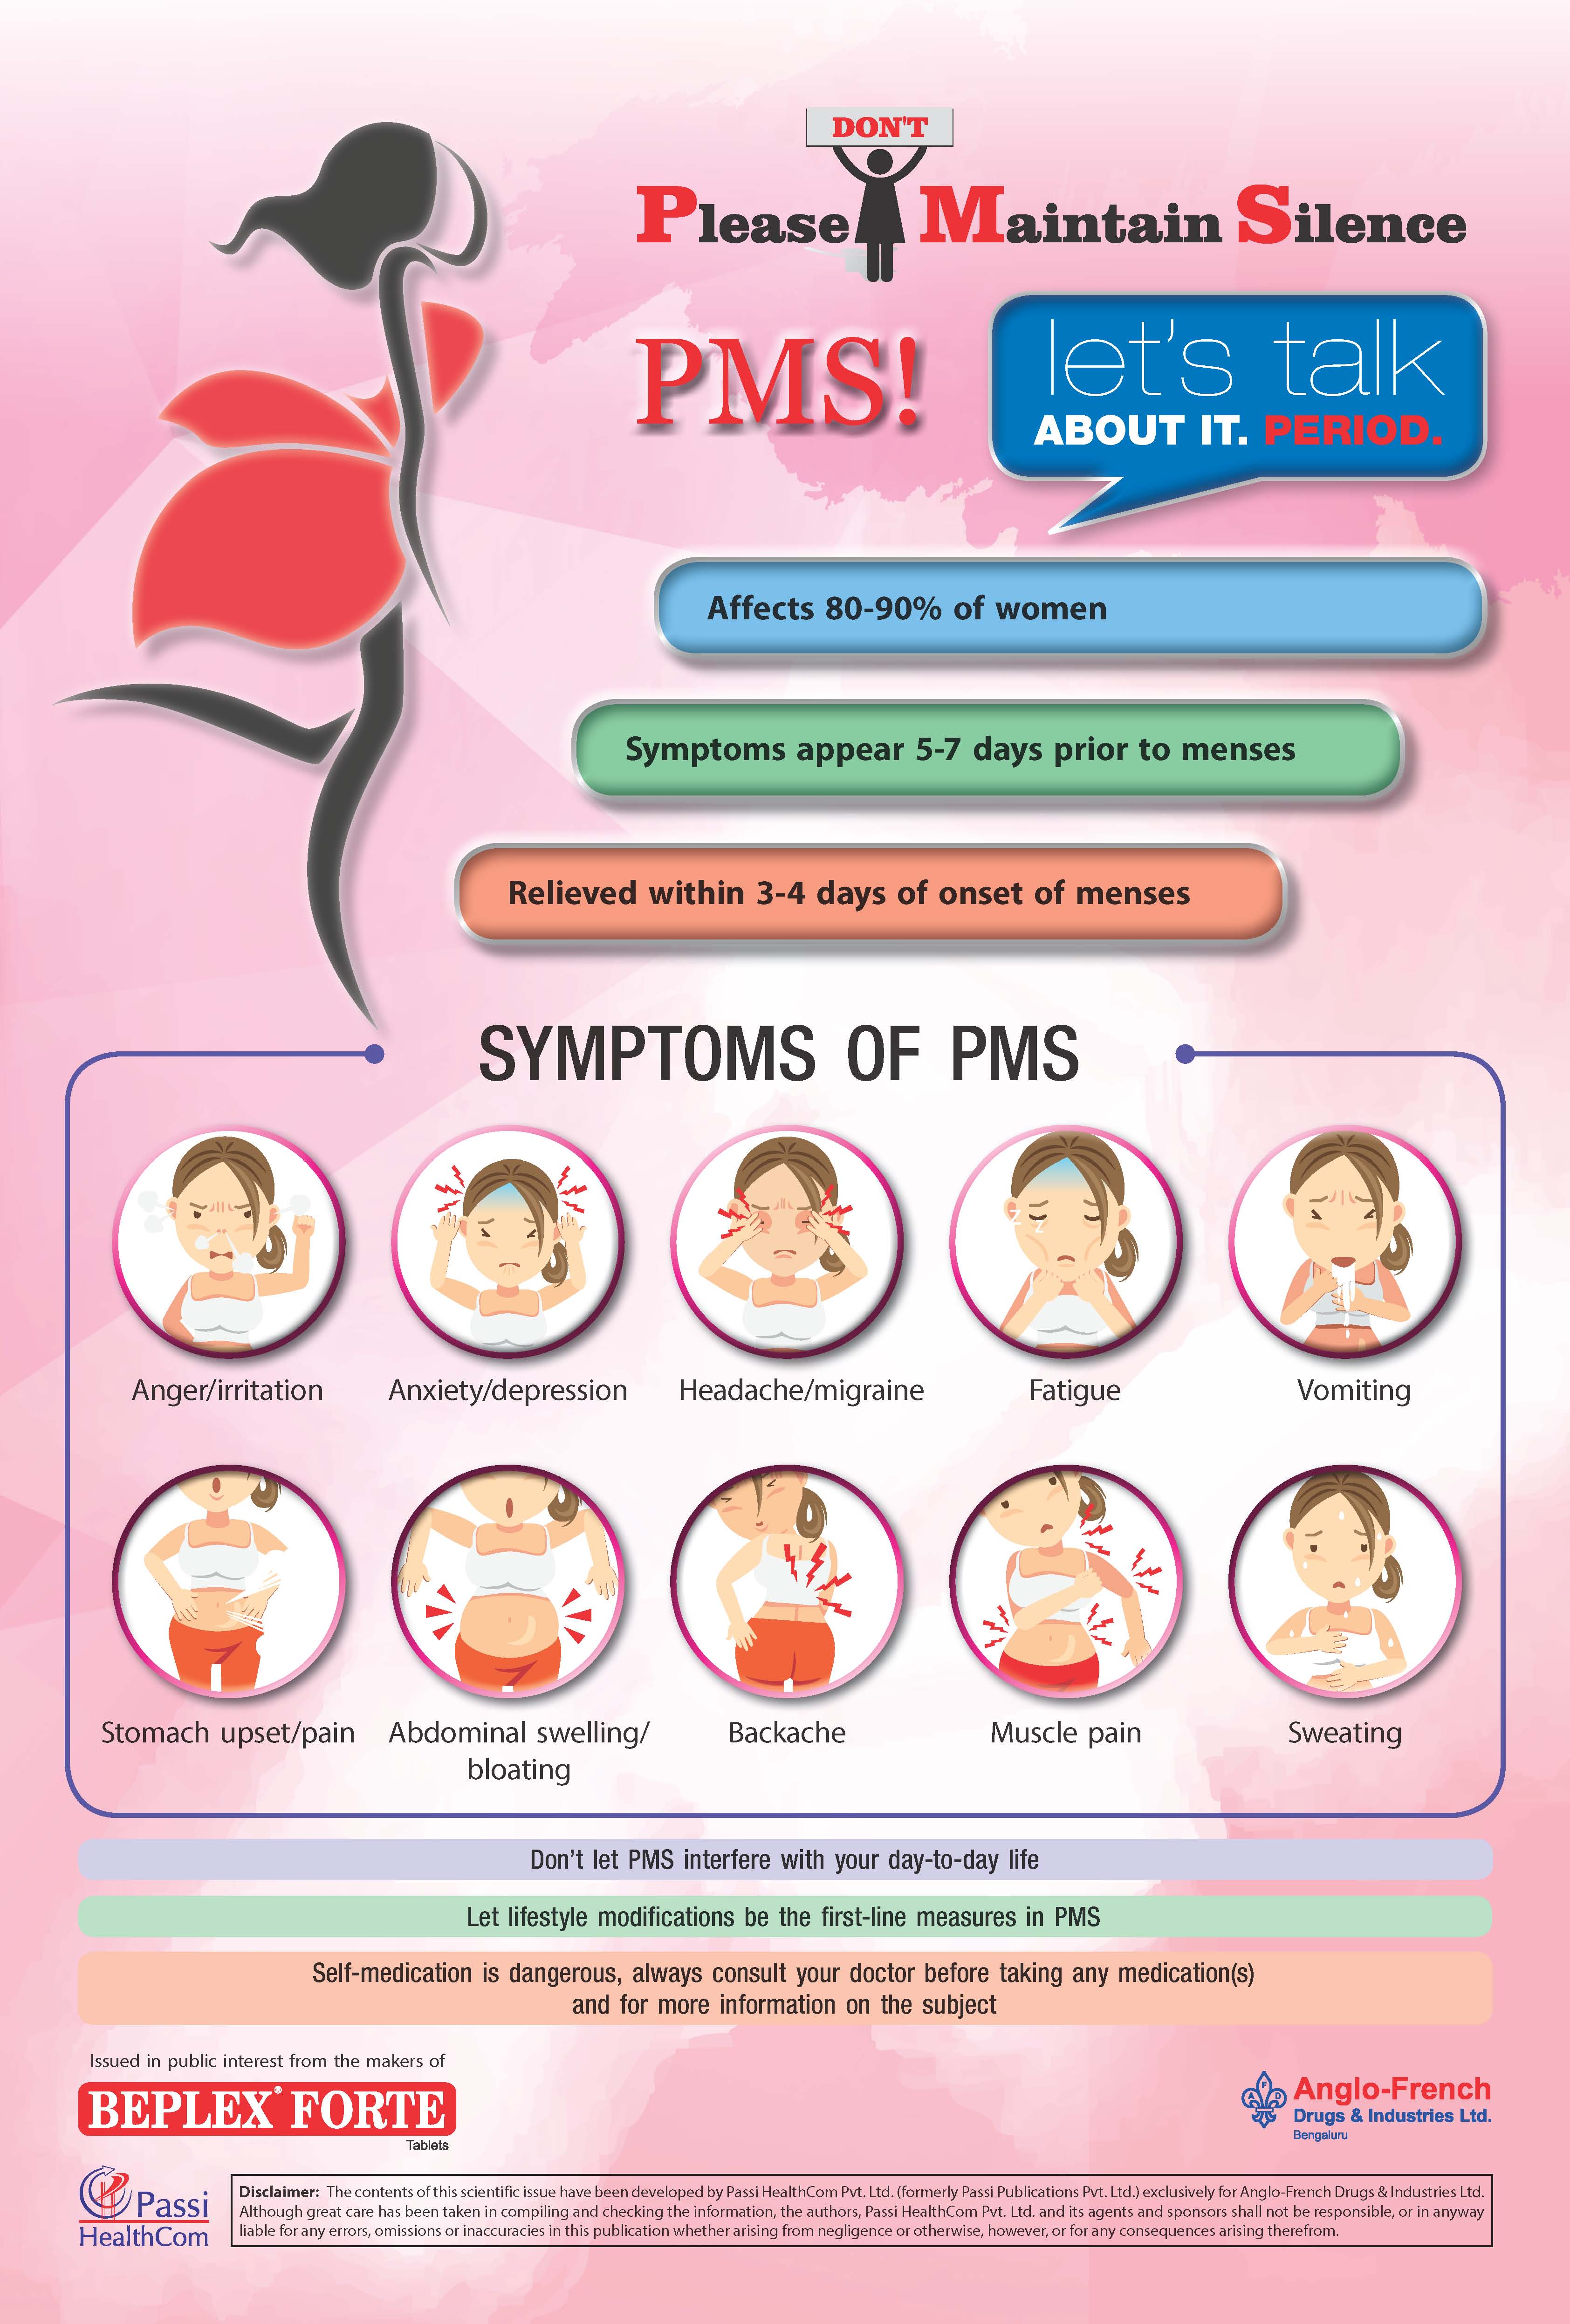 DON'T
Please Maintain Silence
PMS!
let's talk
ABOUT IT. PERIOD.
Affects 80-90% of women
Symptoms appear 5-7 days prior to menses
Relieved within 3-4 days of onset of menses
SYMPTOMS OF PMS
Z Z
Anger/irritation
Anxiety/depression
Headache/migraine
Fatigue
Vomiting
Stomach upset/pain
Abdominal swelling/
bloating
Backache
Muscle pain
Sweating
Don't let PMS interfere with your day-to-day life
Let lifestyle modifications be the first-line measures in PMS
Self-medication is dangerous, always consult your doctor before taking any medication(s)
and for more information on the subject
Issued in public interest from the makers of
BEPLEX® FORTE
Tablets
A F D
Anglo-French
Drugs & Industries Ltd.
Bengaluru
Passi
HealthCom
Disclaimer: The contents of this scientific issue have been developed by Passi HealthCom Pvt. Ltd. (formerly Passi Publications Pvt. Ltd.) exclusively for Anglo-French Drugs & Industries Ltd.
Although great care has been taken in compiling and checking the information, the authors, Passi HealthCom Pvt. Ltd. and its agents and sponsors shall not be responsible, or in anyway
liable for any errors, omissions or inaccuracies in this publication whether arising from negligence or otherwise, however, or for any consequences arising therefrom.